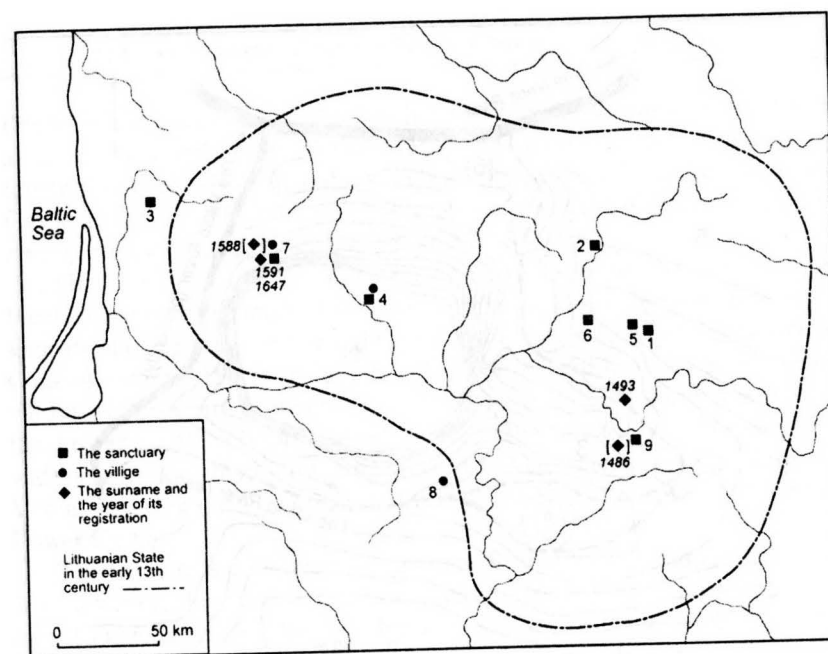 Baltic
Sea
3
1588[ ] 7
1591
1647
4
2
6
5
1
1493
[ ] 9
1486
8
The sanctuary
The villige
The surname and
the year of its
registration
Lithuanian State
in the early 13th
century
0 50 km